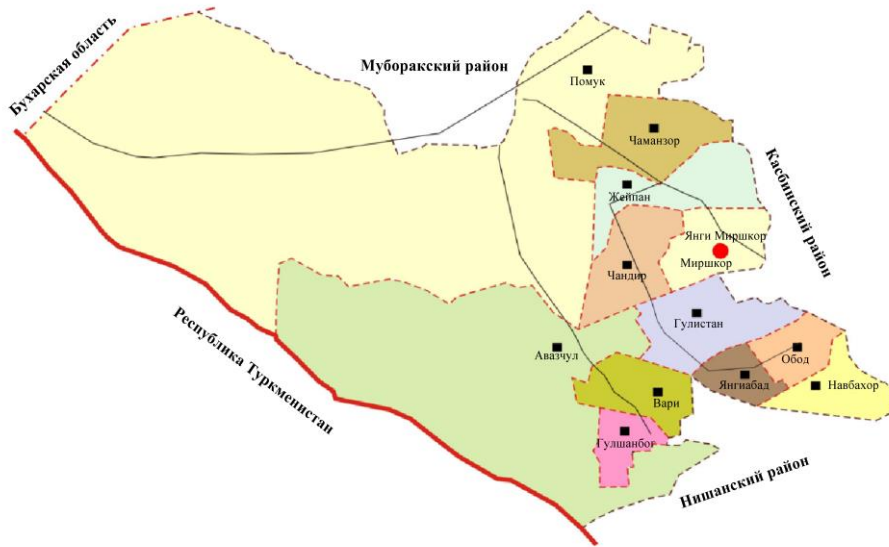 Бухарская область
Муборакский район
Помук
Чаманзор
Касбинский район
Жейпан
Янги Миршкор
Миршкор
Чандир
Республика Туркменистан
Гулистан
Авазчул
Обод
Янгиабад
Навбахор
Вари
Гулшанбог
Нишанский район